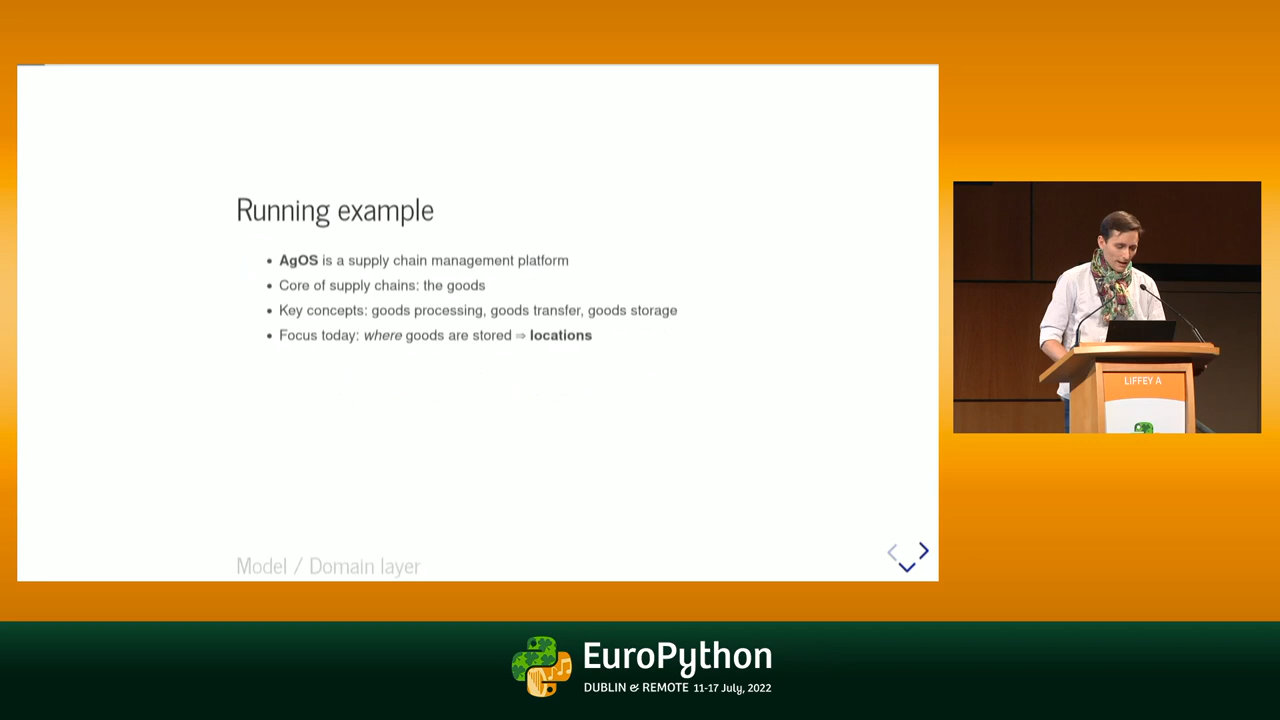 Running example
• AgOS is a supply chain management platform
• Core of supply chains: the goods
• Key concepts: goods processing, goods transfer, goods storage
• Focus today: where goods are stored ⇒ locations
Model / Domain layer
LIFFEY A
EuroPython
DUBLIN & REMOTE 11-17 July, 2022